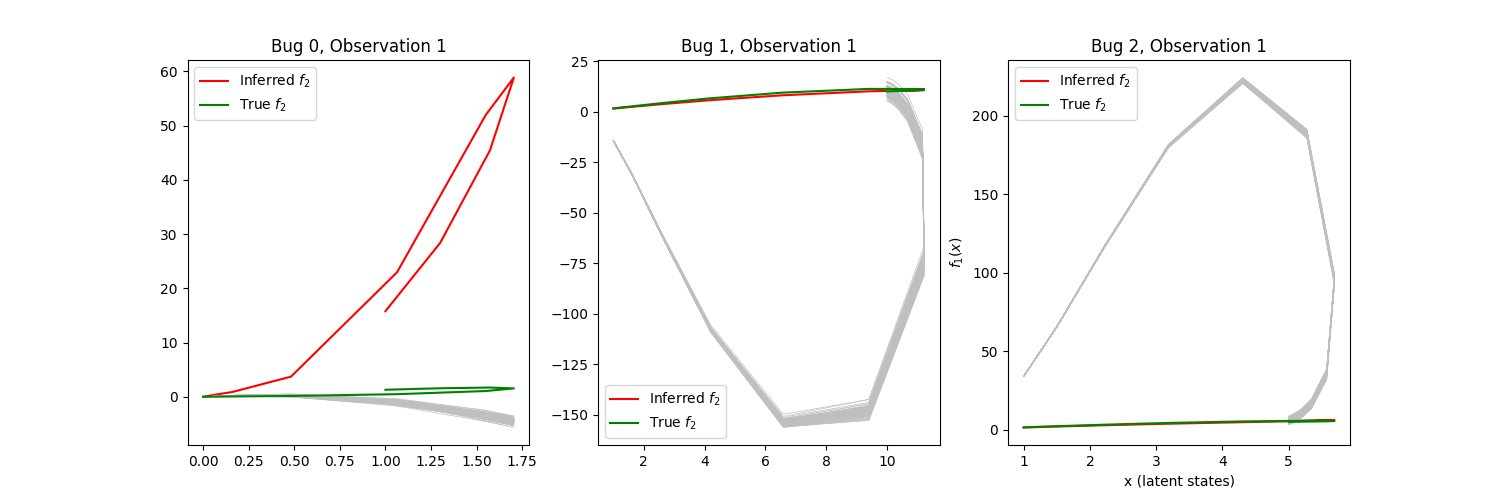 Bug 0, Observation 1
Inferred f₂
True f₂
60
50
40
30
20
10
0
0.00 0.25 0.50 0.75 1.00 1.25 1.50 1.75
Bug 1, Observation 1
25
0
−25
−50
−75
−100
−125
−150
Inferred f₂
True f₂
2 4 6 8 10
Bug 2, Observation 1
Inferred f₂
True f₂
f₁(x)
200
150
100
50
0
1 2 3 4 5
x (latent states)